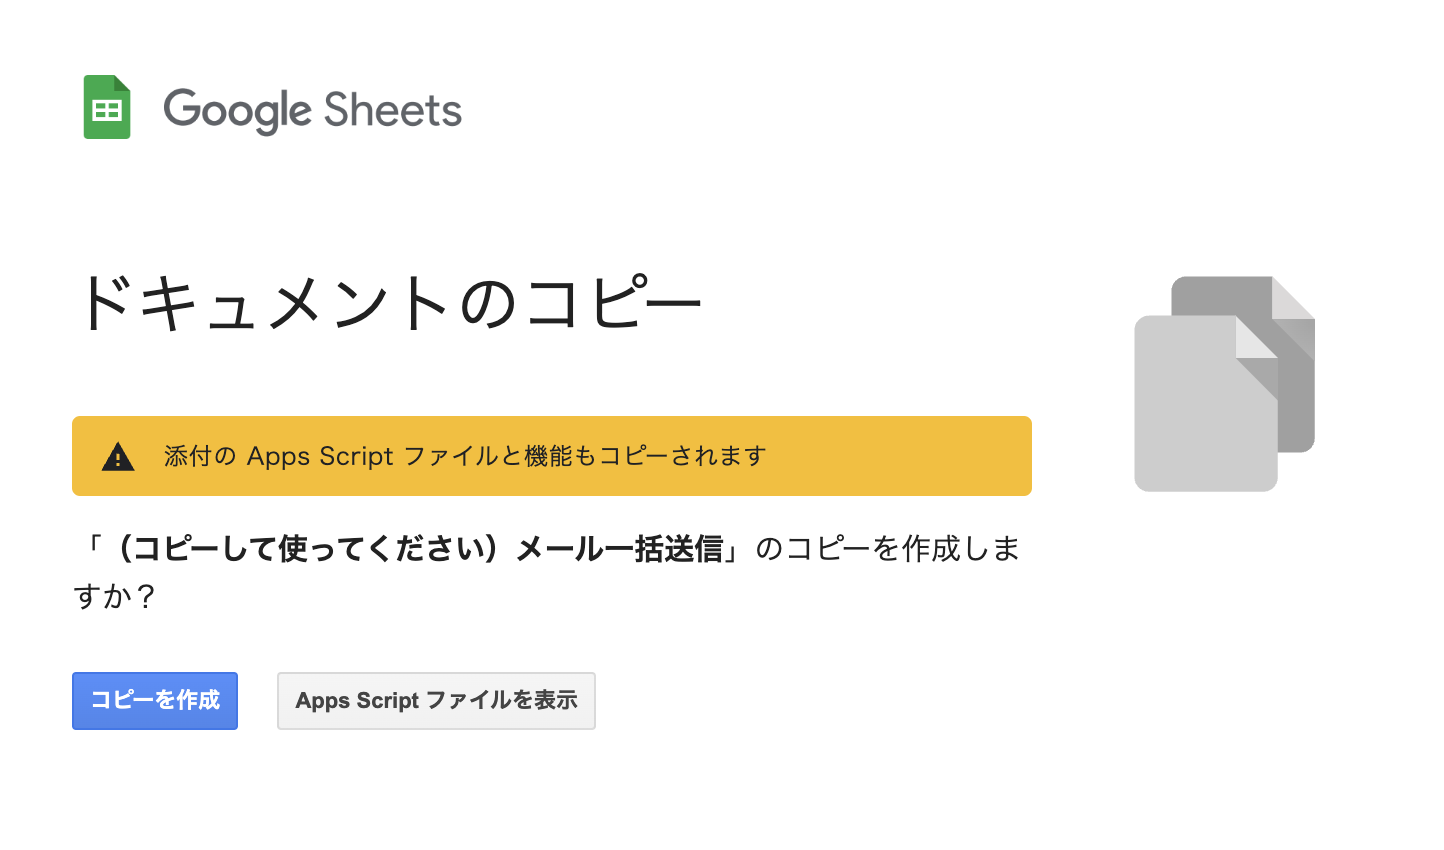 Google Sheets
ドキュメントのコピー
添付の Apps Script ファイルと機能もコピーされます
「（コピーして使ってください）メール一括送信」のコピーを作成しま
すか？
コピーを作成
Apps Script ファイルを表示